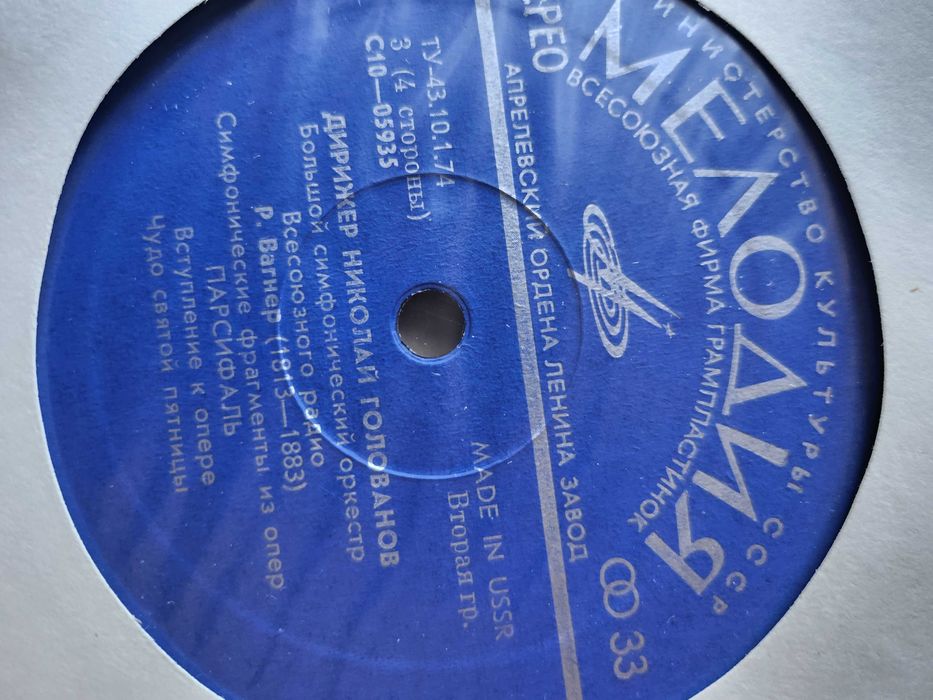 МИНИСТЕРСТВО КУЛЬТУРЫ СССР
МЕЛОДИЯ
ВСЕСОЮЗНАЯ ФИРМА ГРАМПЛАСТИНОК
33
АПРЕЛЕВСКИЙ ОРДЕНА ЛЕНИНА ЗАВОД
ТУ-43.10.1.74
MADE IN USSR
3 (4 стороны)
Вторая гр.
С10—05935
ДИРИЖЕР НИКОЛАЙ ГОЛОВАНОВ
Большой симфонический оркестр
Всесоюзного радио
Р. Вагнер (1813—1883)
Симфонические фрагменты из опер
ПАРСИФАЛЬ
Вступление к опере
Чудо святой пятницы